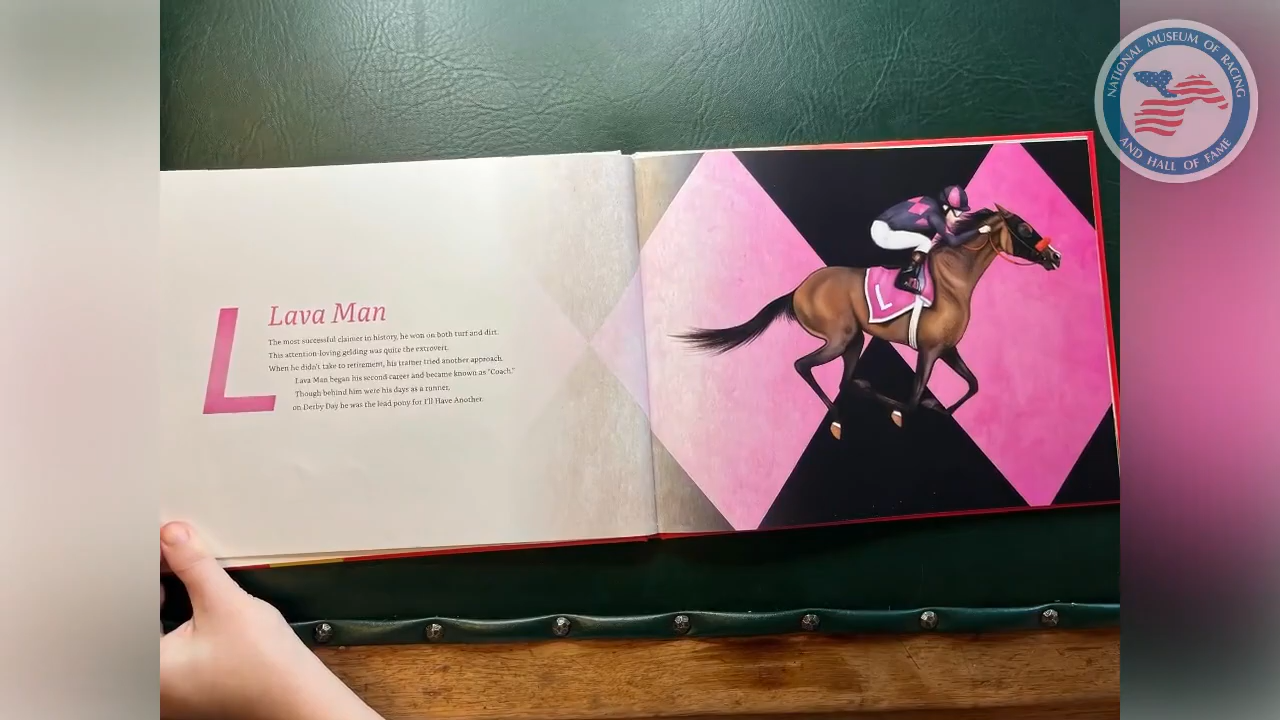 L
Lava Man
The most successful claimer in history, he won on both turf and dirt.
This attention-loving gelding was quite the extrovert.
When he didn't take to retirement, his trainer tried another approach.
Lava Man began his second career and became known as "Coach."
Though behind him were his days as a runner,
on Derby Day he was the lead pony for I'll Have Another.
L
NATIONAL MUSEUM OF RACING
AND HALL OF FAME